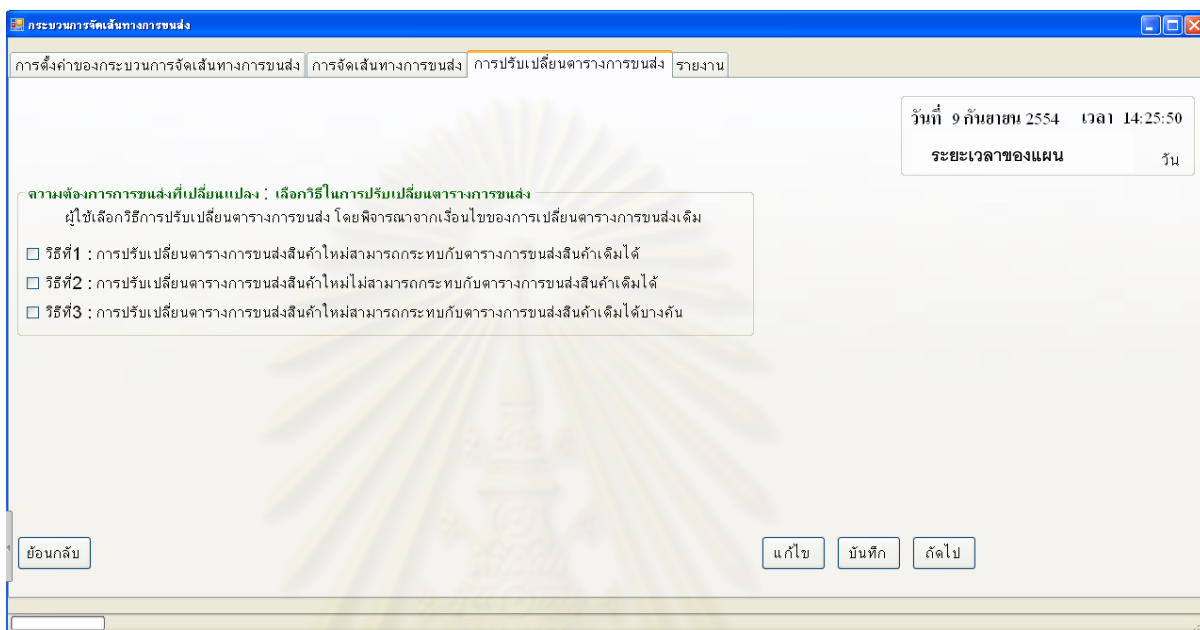 กระบวนการจัดเส้นทางการขนส่ง
การตั้งค่าของกระบวนการจัดเส้นทางการขนส่ง การจัดเส้นทางการขนส่ง การปรับเปลี่ยนตารางการขนส่ง รายงาน
วันที่ 9 กันยายน 2554 เวลา 14:25:50
ระยะเวลาของแผน วัน
ความต้องการการขนส่งที่เปลี่ยนแปลง : เลือกวิธีในการปรับเปลี่ยนตารางการขนส่ง
ผู้ใช้เลือกวิธีการปรับเปลี่ยนตารางการขนส่ง โดยพิจารณาจากเงื่อนไขของการเปลี่ยนตารางการขนส่งเดิม
วิธีที่1 : การปรับเปลี่ยนตารางการขนส่งสินค้าใหม่สามารถกระทบกับตารางการขนส่งสินค้าเดิมได้
วิธีที่2 : การปรับเปลี่ยนตารางการขนส่งสินค้าใหม่ไม่สามารถกระทบกับตารางการขนส่งสินค้าเดิมได้
วิธีที่3 : การปรับเปลี่ยนตารางการขนส่งสินค้าใหม่สามารถกระทบกับตารางการขนส่งสินค้าเดิมได้บางคัน
ย้อนกลับ แก้ไข บันทึก ถัดไป